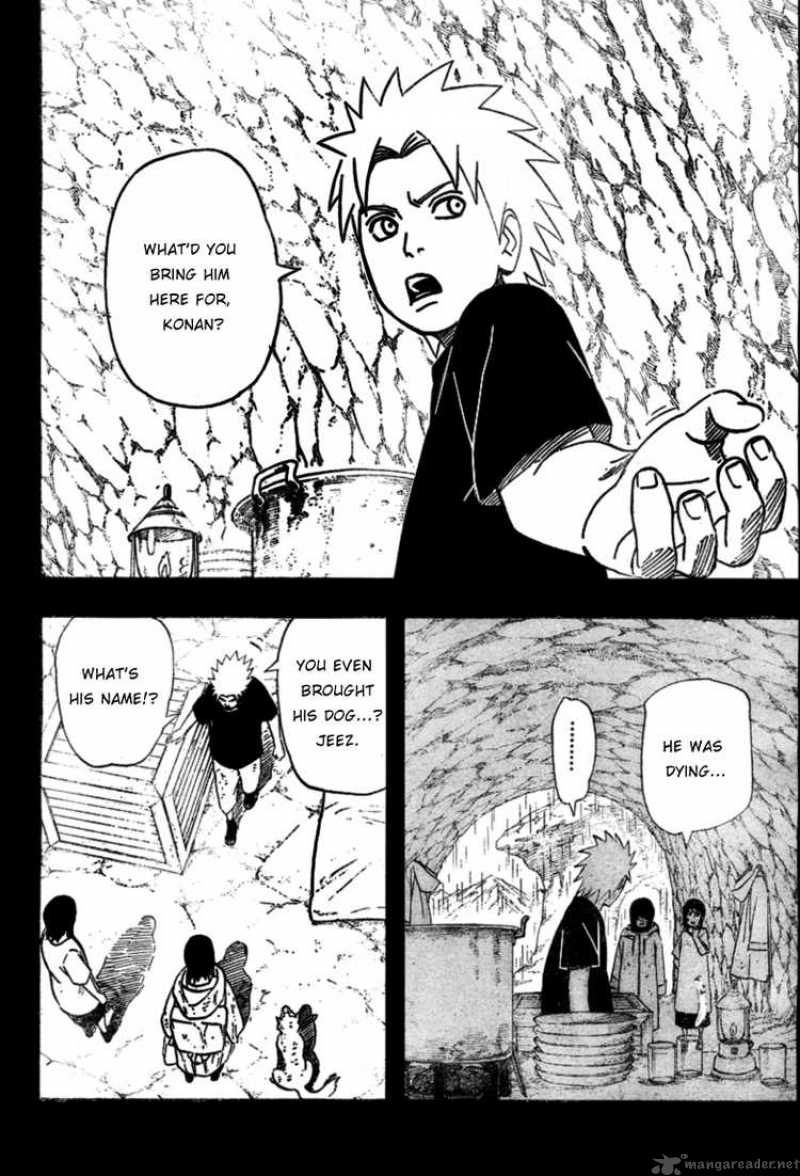 WHAT'D YOU
BRING HIM
HERE FOR,
KONAN?
HE WAS
DYING...
........
YOU EVEN
BROUGHT
HIS DOG...?
JEEZ.
WHAT'S
HIS NAME!?
mangareader.net